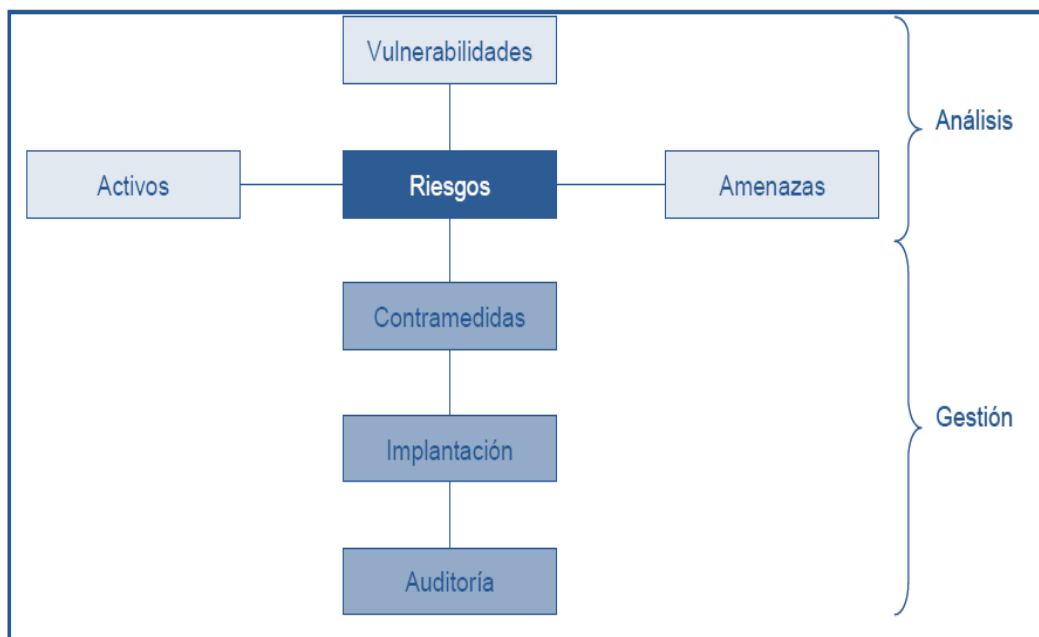 Vulnerabilidades
Análisis
Activos
Riesgos
Amenazas
Contramedidas
Gestión
Implantación
Auditoría